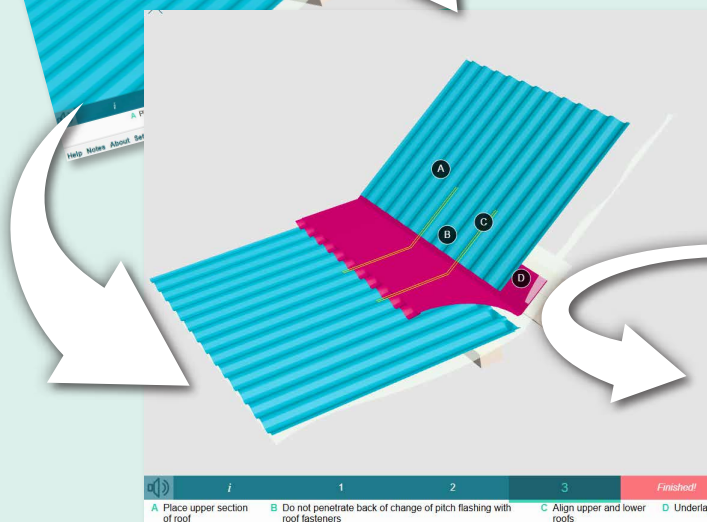 i
A P
Help Notes About Set
A
B
C
D
i 1 2 3 Finished!
A Place upper section of roof
B Do not penetrate back of change of pitch flashing with roof fasteners
C Align upper and lower roofs
D Underla